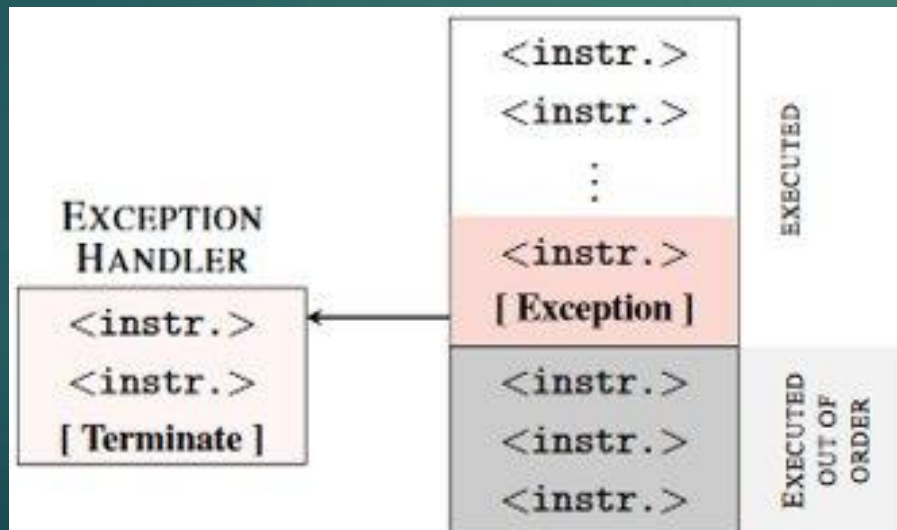 <instr.>
<instr.>
⋮
<instr.>
[ Exception ]
<instr.>
<instr.>
<instr.>
EXECUTED
EXECUTED
OUT OF
ORDER
EXCEPTION
HANDLER
<instr.>
<instr.>
[ Terminate ]